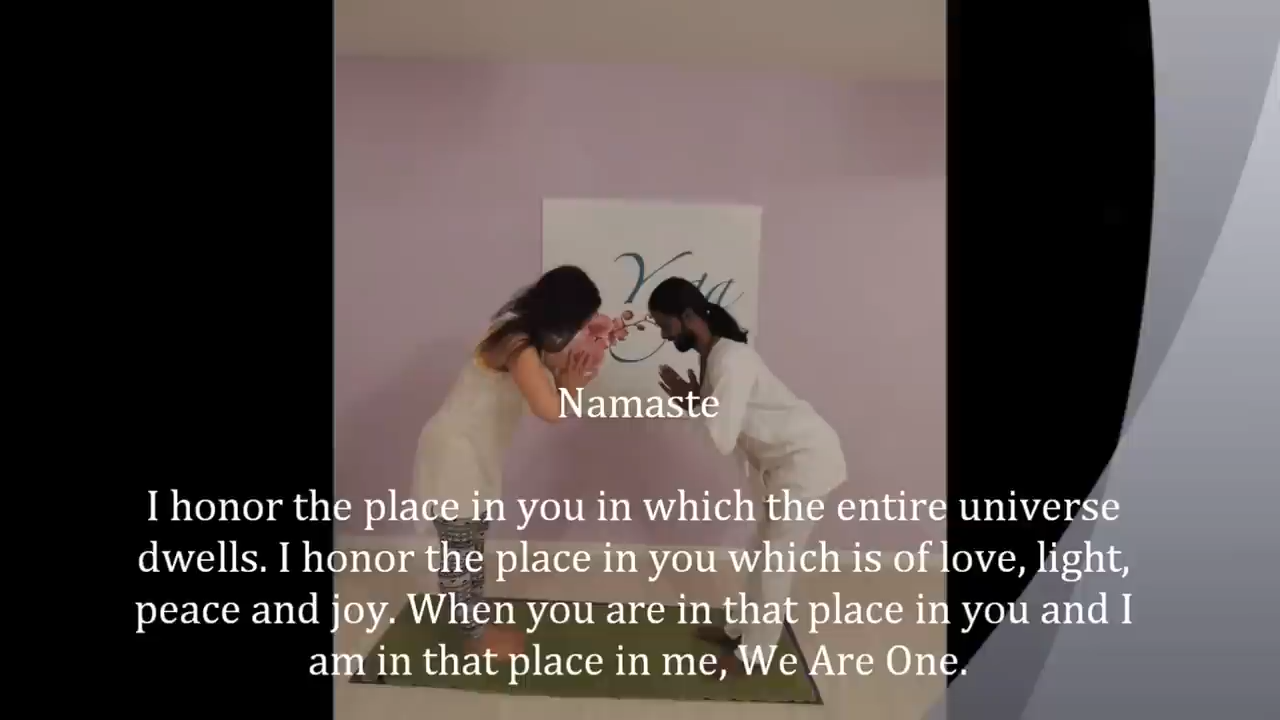 Yoga
Namaste
I honor the place in you in which the entire universe
dwells. I honor the place in you which is of love, light,
peace and joy. When you are in that place in you and I
am in that place in me, We Are One.